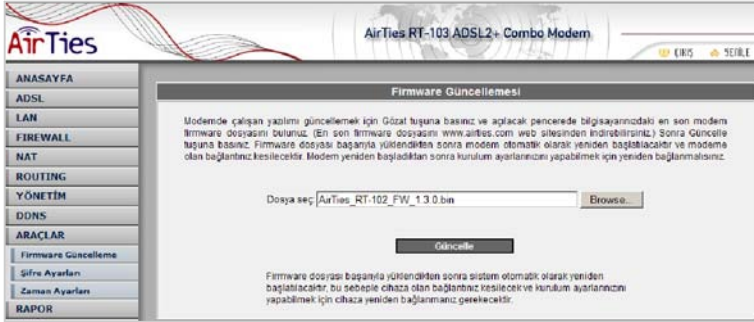 AirTies
AirTies RT-103 ADSL2+ Combo Modem
ÇIKIŞ
ANASAYFA
ADSL
LAN
FIREWALL
NAT
ROUTING
YÖNETİM
DDNS
ARAÇLAR
Firmware Güncelleme
Şifre Ayarları
Zaman Ayarları
RAPOR
Firmware Güncellemesi
Modemde çalışan yazılımı güncellemek için Gözat tuşuna basınız ve açılacak pencerede bilgisayarınızdaki en son modem
firmware dosyasını bulunuz. (En son firmware dosyasını www.airties.com web sitesinden indirebilirsiniz.) Sonra Güncelle
tuşuna basınız. Firmware dosyası başarıyla yüklendikten sonra modem otomatik olarak yeniden başlatılacaktır ve modeme
olan bağlantınız kesilecektir. Modem yeniden başladıktan sonra kurulum ayarlarınızı yapabilmek için yeniden bağlanmalısınız.
Dosya seç AirTies_RT-102_FW_1.3.0.bin Browse...
Güncelle
Firmware dosyası başarıyla yüklendikten sonra sistem otomatik olarak yeniden
başlatılacaktır, bu sebeple cihaza olan bağlantınız kesilecek ve kurulum ayarlarınızını
yapabilmek için cihaza yeniden bağlanmanız gerekecektir.